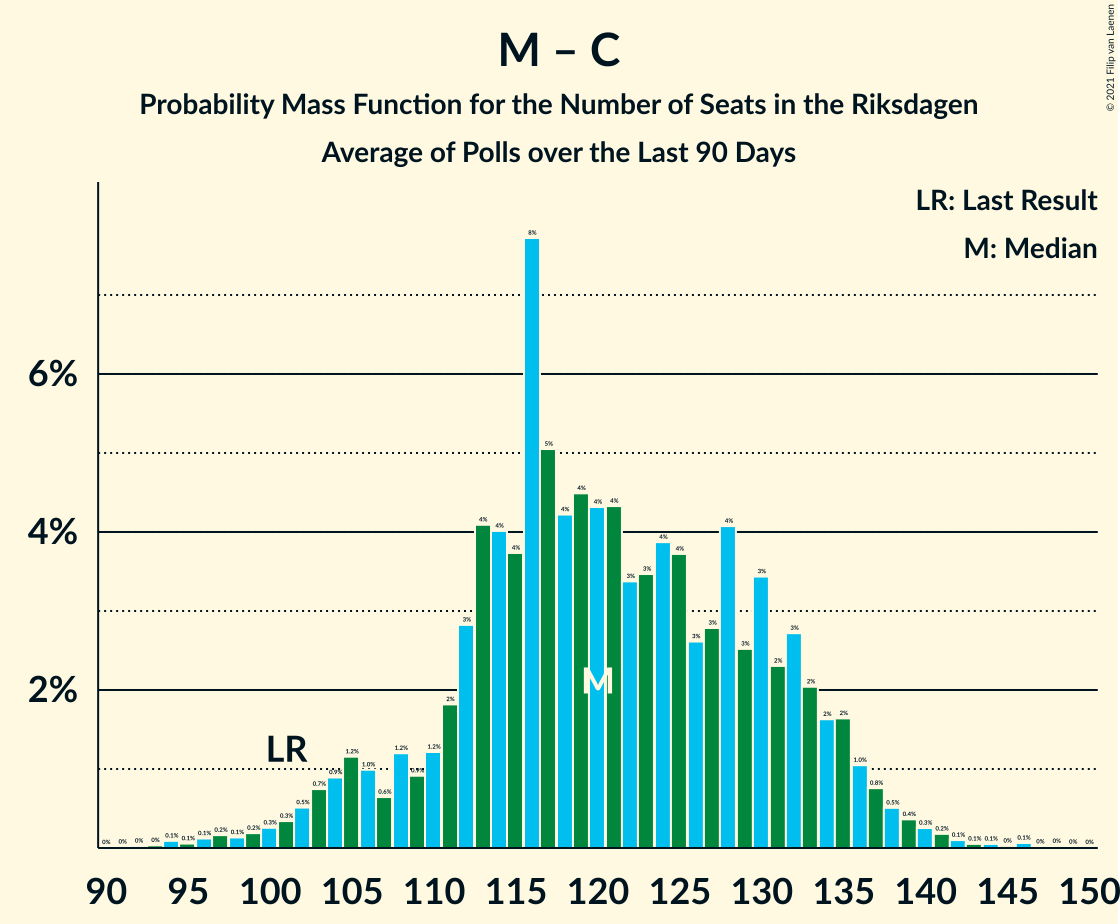 © 2021 Filip van Laenen
M – C
Probability Mass Function for the Number of Seats in the Riksdagen
Average of Polls over the Last 90 Days
LR: Last Result
M: Median
6%
4%
2%
LR
M
0% 0% 0% 0% 0.1% 0.1% 0.1% 0.2% 0.1% 0.2% 0.3% 0.3% 0.5% 0.7% 0.9% 1.2% 1.0% 0.6% 1.2% 0.9% 1.2% 2% 3% 4% 4% 4% 8% 5% 4% 4% 4% 4% 3% 3% 4% 4% 3% 3% 4% 3% 3% 2% 3% 2% 2% 2% 1.0% 0.8% 0.5% 0.4% 0.3% 0.2% 0.1% 0.1% 0.1% 0% 0.1% 0% 0% 0% 0%
90 95 100 105 110 115 120 125 130 135 140 145 150